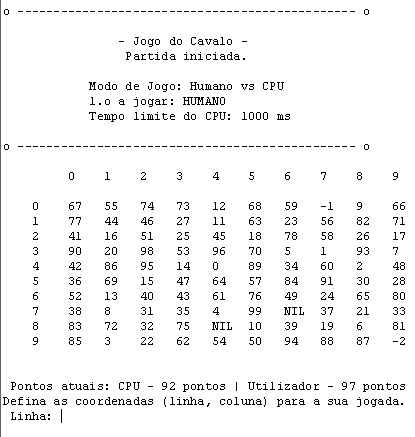 o ---------------------------------------------- o
- Jogo do Cavalo -
Partida iniciada.
Modo de Jogo: Humano vs CPU
1.o a jogar: HUMANO
Tempo limite do CPU: 1000 ms
o ---------------------------------------------- o
0 1 2 3 4 5 6 7 8 9
0 67 55 74 73 12 68 59 -1 9 66
1 77 44 46 27 11 63 23 56 82 71
2 41 16 51 25 45 18 78 58 26 17
3 90 20 98 53 96 70 5 1 93 7
4 42 86 95 14 0 89 34 60 2 48
5 36 69 15 47 64 57 84 91 30 28
6 52 13 40 43 61 76 49 24 65 80
7 38 8 31 35 4 99 NIL 37 21 33
8 83 72 32 75 NIL 10 39 19 6 81
9 85 3 22 62 54 50 94 88 87 -2
Pontos atuais: CPU - 92 pontos | Utilizador - 97 pontos
Defina as coordenadas (linha, coluna) para a sua jogada.
Linha: